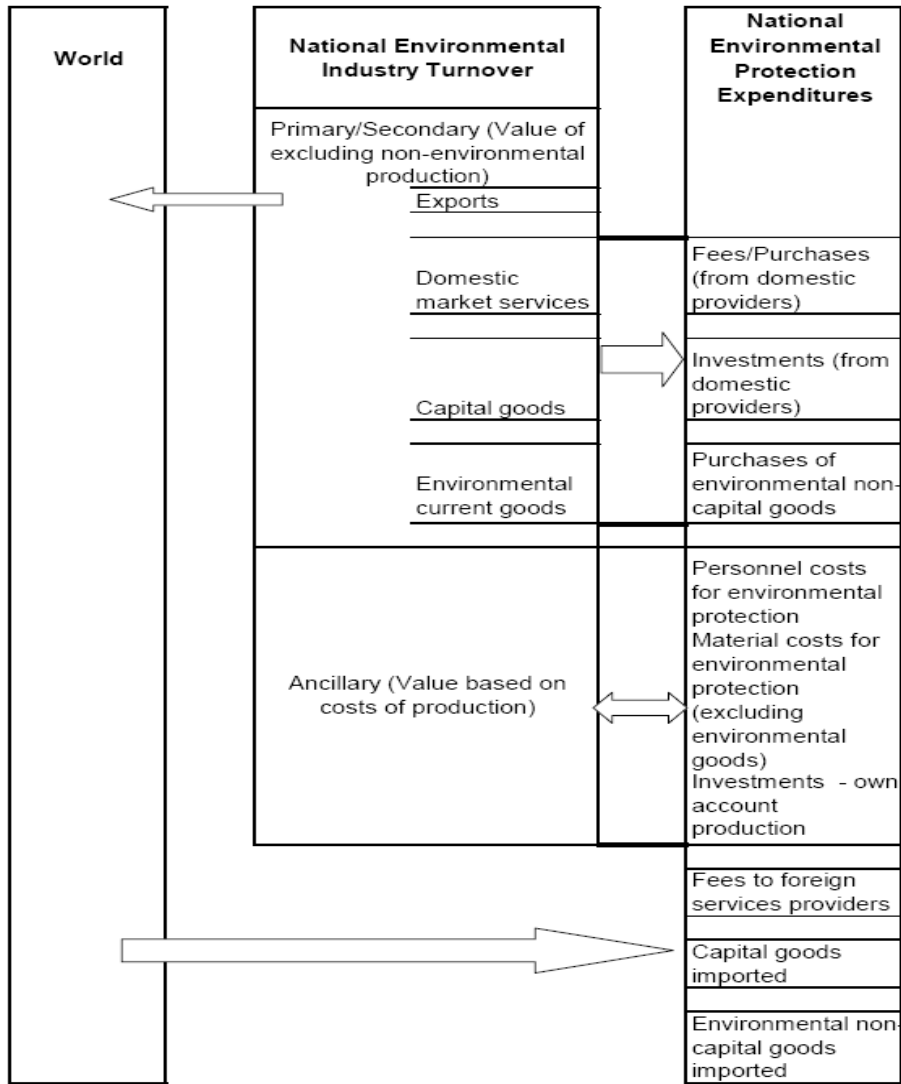 World
National Environmental
Industry Turnover
National
Environmental
Protection
Expenditures
Primary/Secondary (Value of
excluding non-environmental
production)
Exports
Domestic
market services
Fees/Purchases
(from domestic
providers)
Capital goods
Investments (from
domestic
providers)
Environmental
current goods
Purchases of
environmental non-
capital goods
Ancillary (Value based on
costs of production)
Personnel costs
for environmental
protection
Material costs for
environmental
protection
(excluding
environmental
goods)
Investments - own
account
production
Fees to foreign
services providers
Capital goods
imported
Environmental non-
capital goods
imported